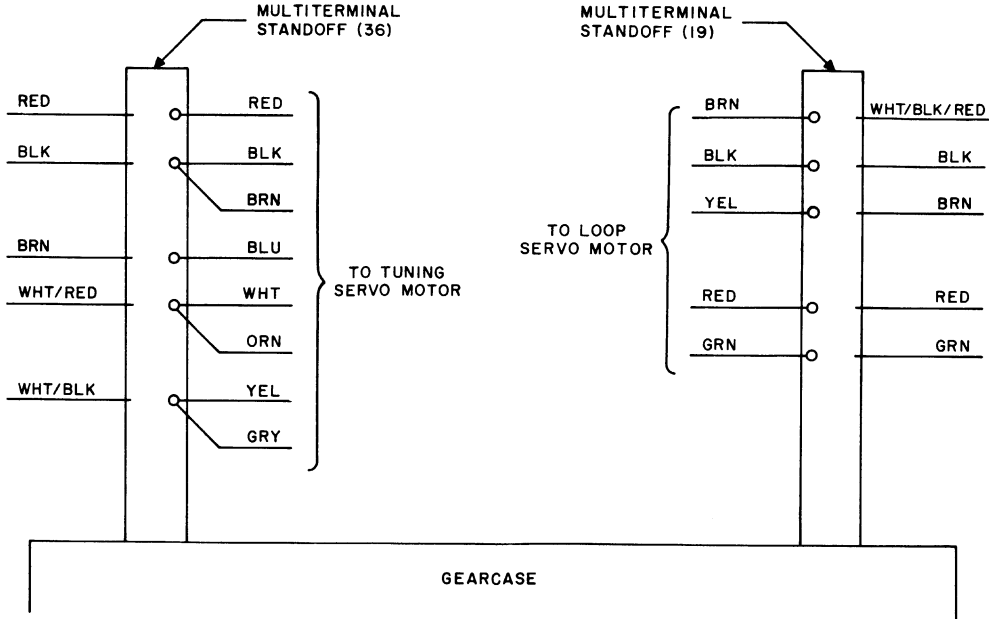 MULTITERMINAL
STANDOFF (36)
RED
RED
BLK
BLK
BRN
BRN
BLU
WHT/RED
WHT
ORN
WHT/BLK
YEL
GRY
TO TUNING
SERVO MOTOR
MULTITERMINAL
STANDOFF (19)
BRN
WHT/BLK/RED
BLK
BLK
YEL
BRN
TO LOOP
SERVO MOTOR
RED
RED
GRN
GRN
GEARCASE